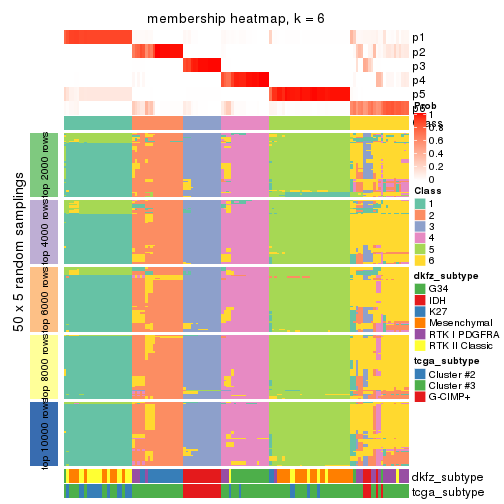 membership heatmap, k = 6
p1
p2
p3
p4
p5
p6
Class
Prob
1
0.8
0.6
0.4
0.2
0
Class
1
2
3
4
5
6
dkfz_subtype
G34
IDH
K27
Mesenchymal
RTK I PDGFRA
RTK II Classic
tcga_subtype
Cluster #2
Cluster #3
G-CIMP+
50 x 5 random samplings
top 2000 rows
top 4000 rows
top 6000 rows
top 8000 rows
top 10000 rows
dkfz_subtype
tcga_subtype